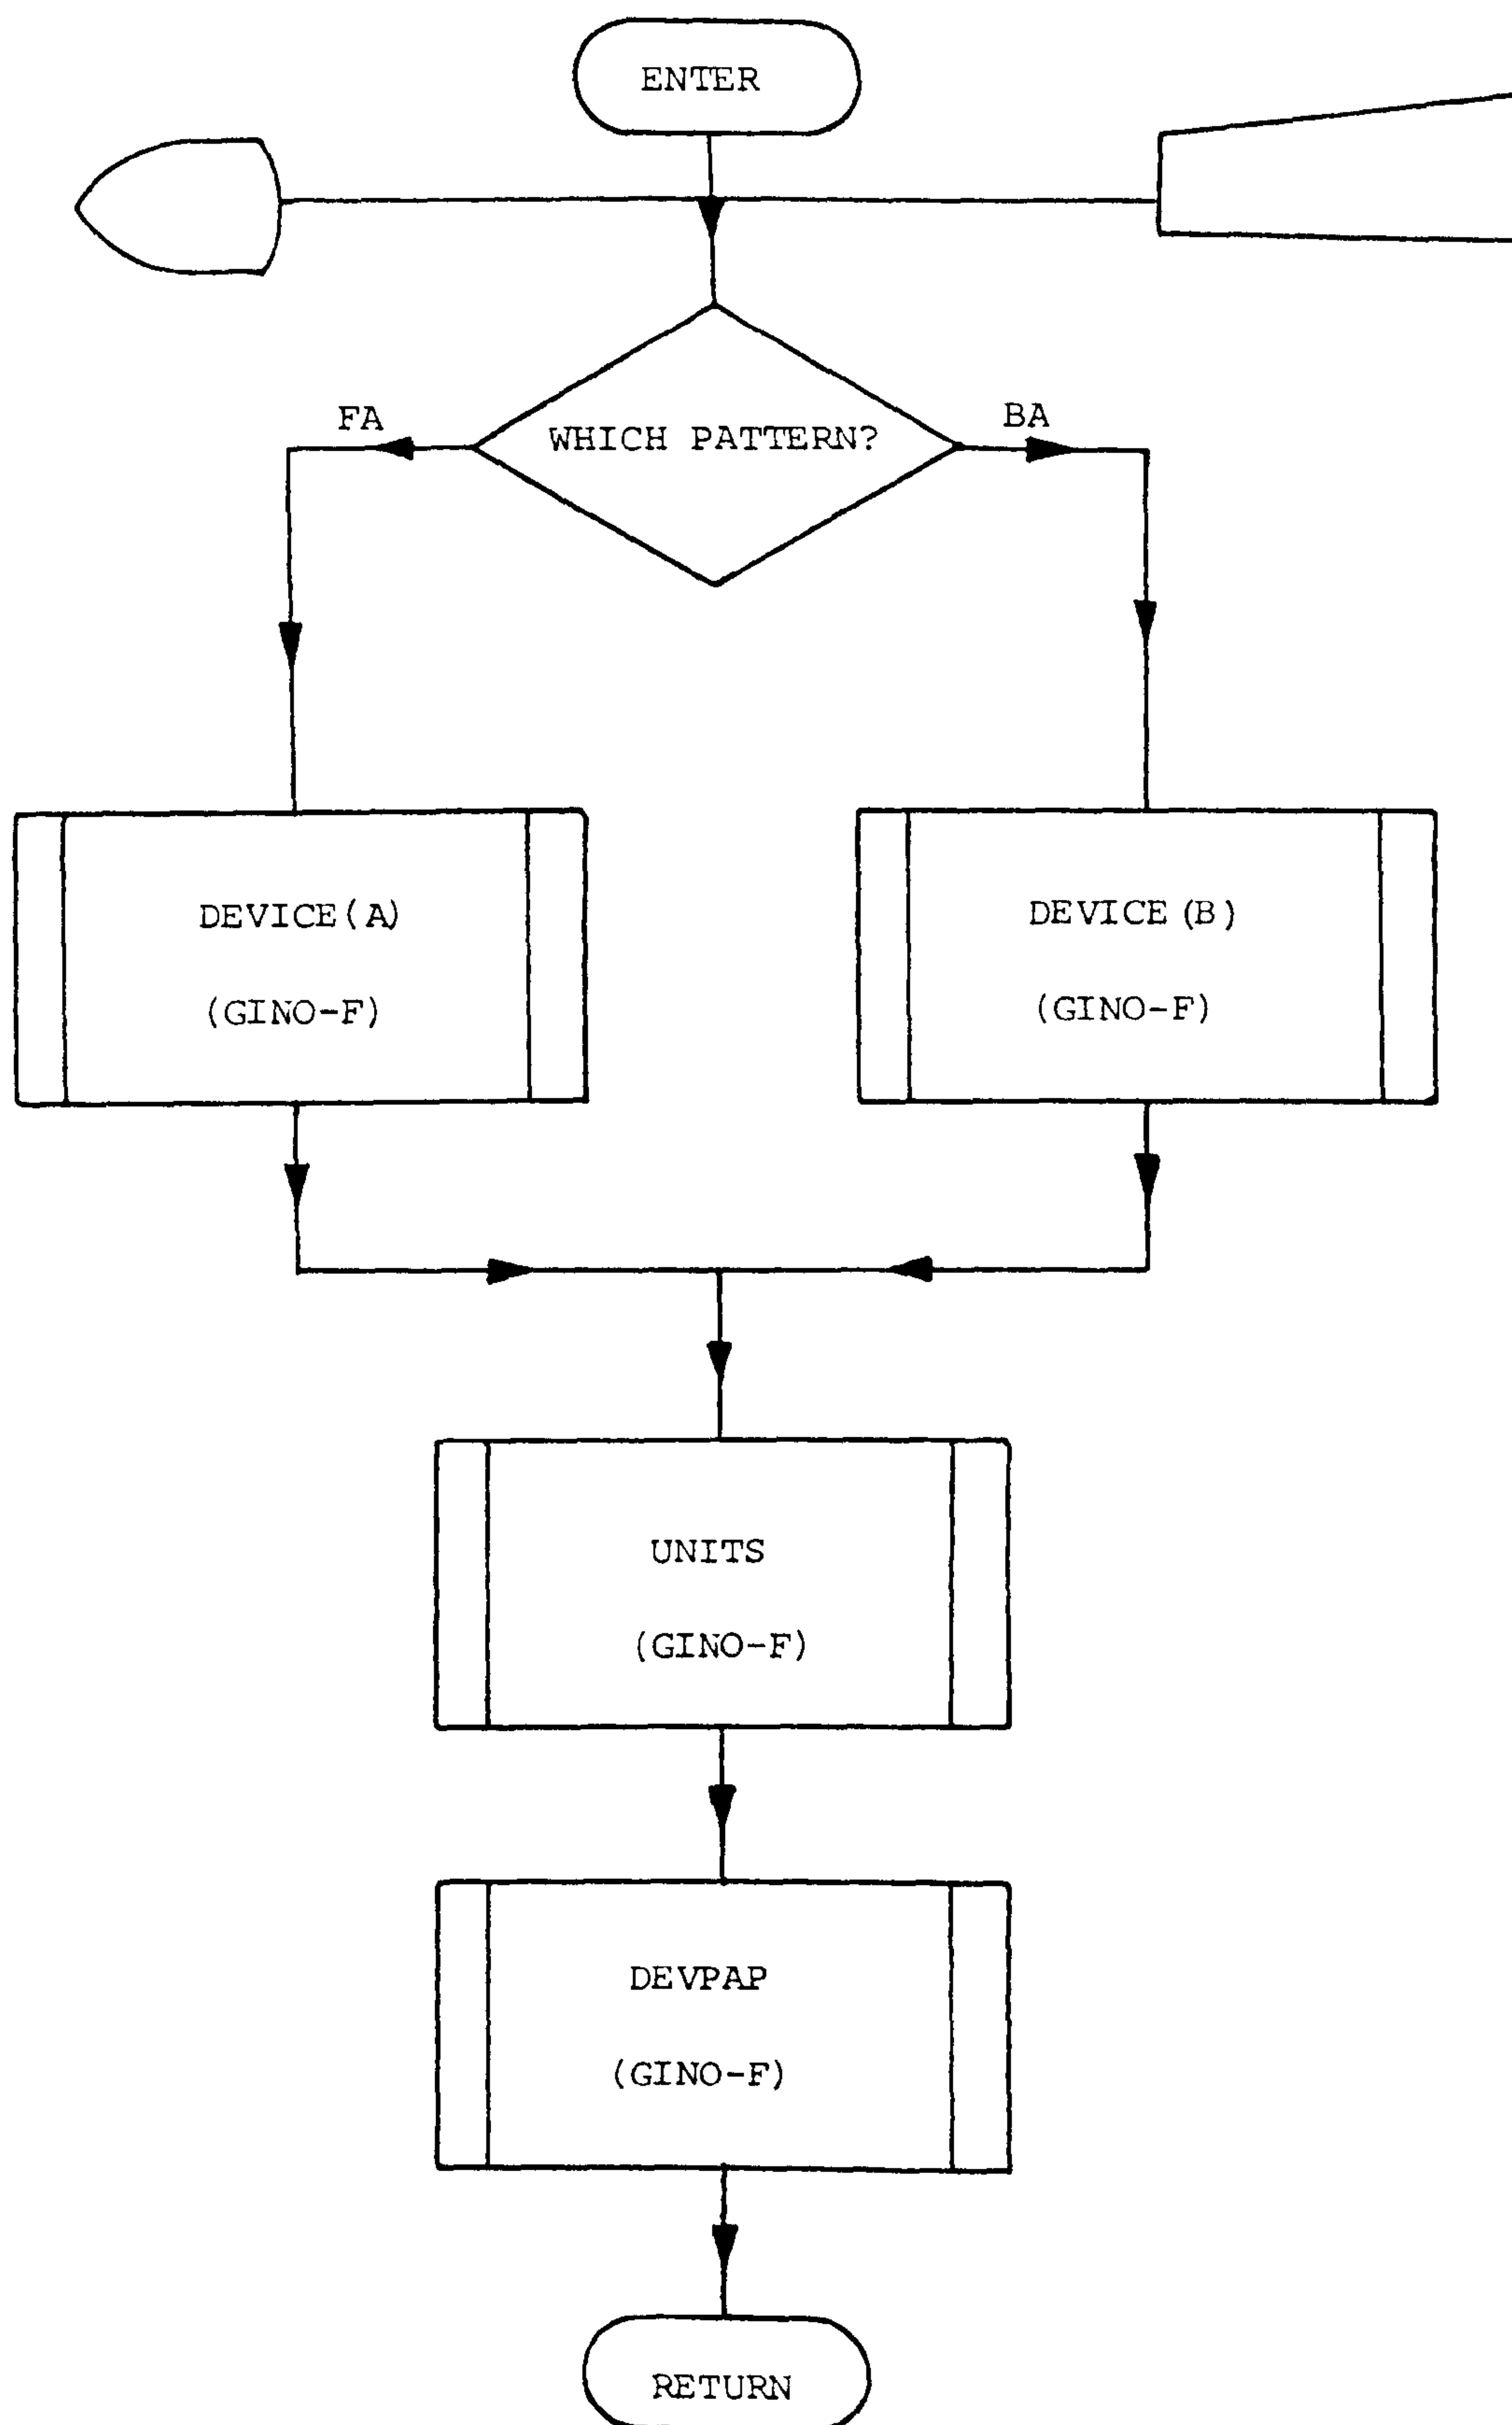 ENTER
FA
WHICH PATTERN?
BA
DEVICE(A)
(GINO-F)
DEVICE(B)
(GINO-F)
UNITS
(GINO-F)
DEVPAP
(GINO-F)
RETURN